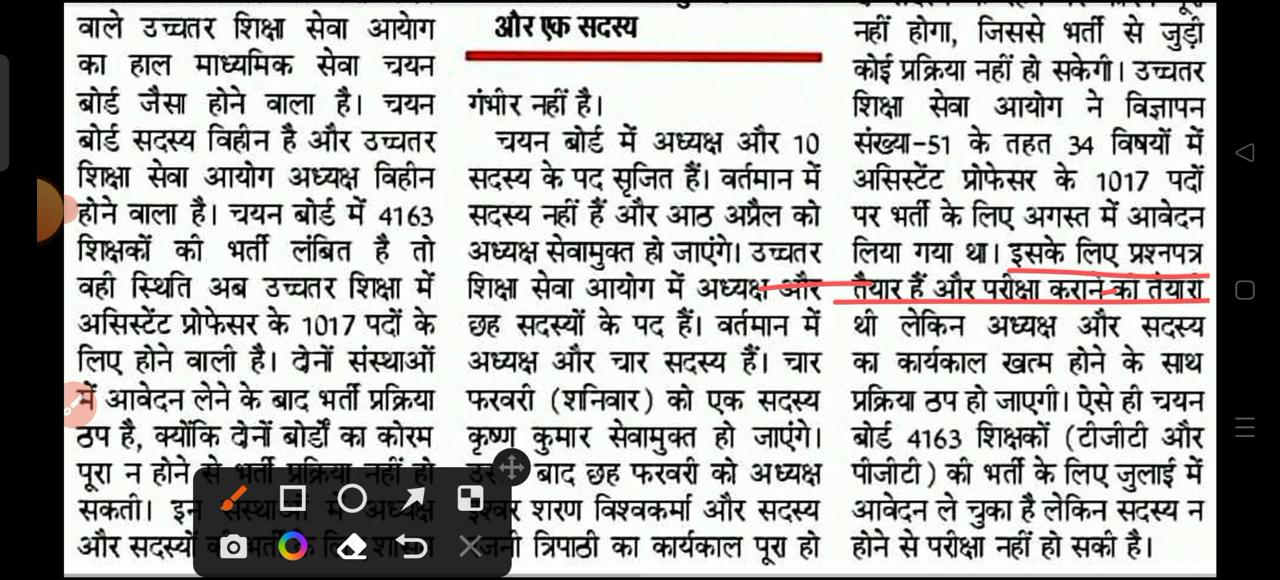 वाले उच्चतर शिक्षा सेवा आयोग
का हाल माध्यमिक सेवा चयन
बोर्ड जैसा होने वाला है। चयन
बोर्ड सदस्य विहीन है और उच्चतर
शिक्षा सेवा आयोग अध्यक्ष विहीन
होने वाला है। चयन बोर्ड में 4163
शिक्षकों की भर्ती लंबित है तो
वही स्थिति अब उच्चतर शिक्षा में
असिस्टेंट प्रोफेसर के 1017 पदों के
लिए होने वाली है। दोनों संस्थाओं
में आवेदन लेने के बाद भर्ती प्रक्रिया
ठप है, क्योंकि दोनों बोर्डों का कोरम
पूरा न होने से भर्ती प्रक्रिया नहीं हो
सकती। इन संस्थाओं में अध्यक्ष
और सदस्यों
और एक सदस्य
गंभीर नहीं है।
चयन बोर्ड में अध्यक्ष और 10
सदस्य के पद सृजित हैं। वर्तमान में
सदस्य नहीं हैं और आठ अप्रैल को
अध्यक्ष सेवामुक्त हो जाएंगे। उच्चतर
शिक्षा सेवा आयोग में अध्यक्ष और
छह सदस्यों के पद हैं। वर्तमान में
अध्यक्ष और चार सदस्य हैं। चार
फरवरी (शनिवार) को एक सदस्य
कृष्ण कुमार सेवामुक्त हो जाएंगे।
बाद छह फरवरी को अध्यक्ष
शरण विश्वकर्मा और सदस्य
त्रिपाठी का कार्यकाल पूरा हो
नहीं होगा, जिससे भर्ती से जुड़ी
कोई प्रक्रिया नहीं हो सकेगी। उच्चतर
शिक्षा सेवा आयोग ने विज्ञापन
संख्या-51 के तहत 34 विषयों में
असिस्टेंट प्रोफेसर के 1017 पदों
पर भर्ती के लिए अगस्त में आवेदन
लिया गया था। इसके लिए प्रश्नपत्र
तैयार हैं और परीक्षा कराने की तैयारी
थी लेकिन अध्यक्ष और सदस्य
का कार्यकाल खत्म होने के साथ
प्रक्रिया ठप हो जाएगी। ऐसे ही चयन
बोर्ड 4163 शिक्षकों (टीजीटी और
पीजीटी) की भर्ती के लिए जुलाई में
आवेदन ले चुका है लेकिन सदस्य न
होने से परीक्षा नहीं हो सकी है।